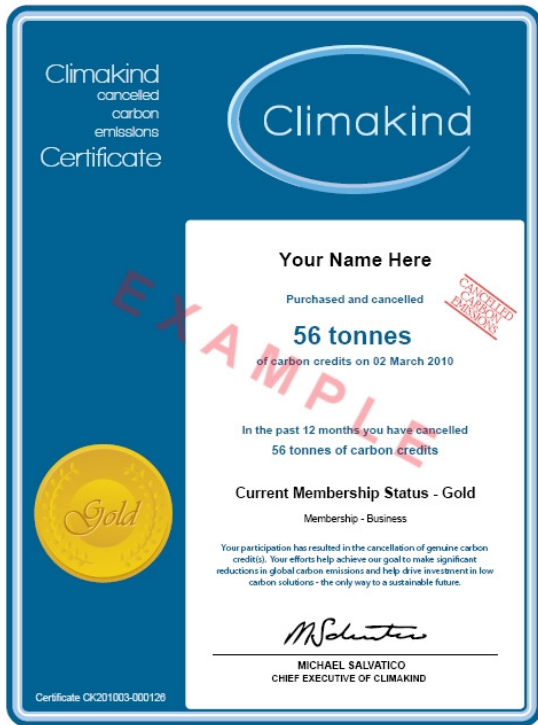 Climakind
cancelled
carbon
emissions
Certificate
Climakind
Your Name Here
Purchased and cancelled
CANCELLED
CARBON
EMISSIONS
56 tonnes
of carbon credits on 02 March 2010
EXAMPLE
In the past 12 months you have cancelled
56 tonnes of carbon credits
Gold
Current Membership Status - Gold
Membership - Business
Your participation has resulted in the cancellation of genuine carbon
credit(s). Your efforts help achieve our goal to make significant
reductions in global carbon emissions and help drive investment in low
carbon solutions - the only way to a sustainable future.
MICHAEL SALVATICO
CHIEF EXECUTIVE OF CLIMAKIND
Certificate CK201003-000126